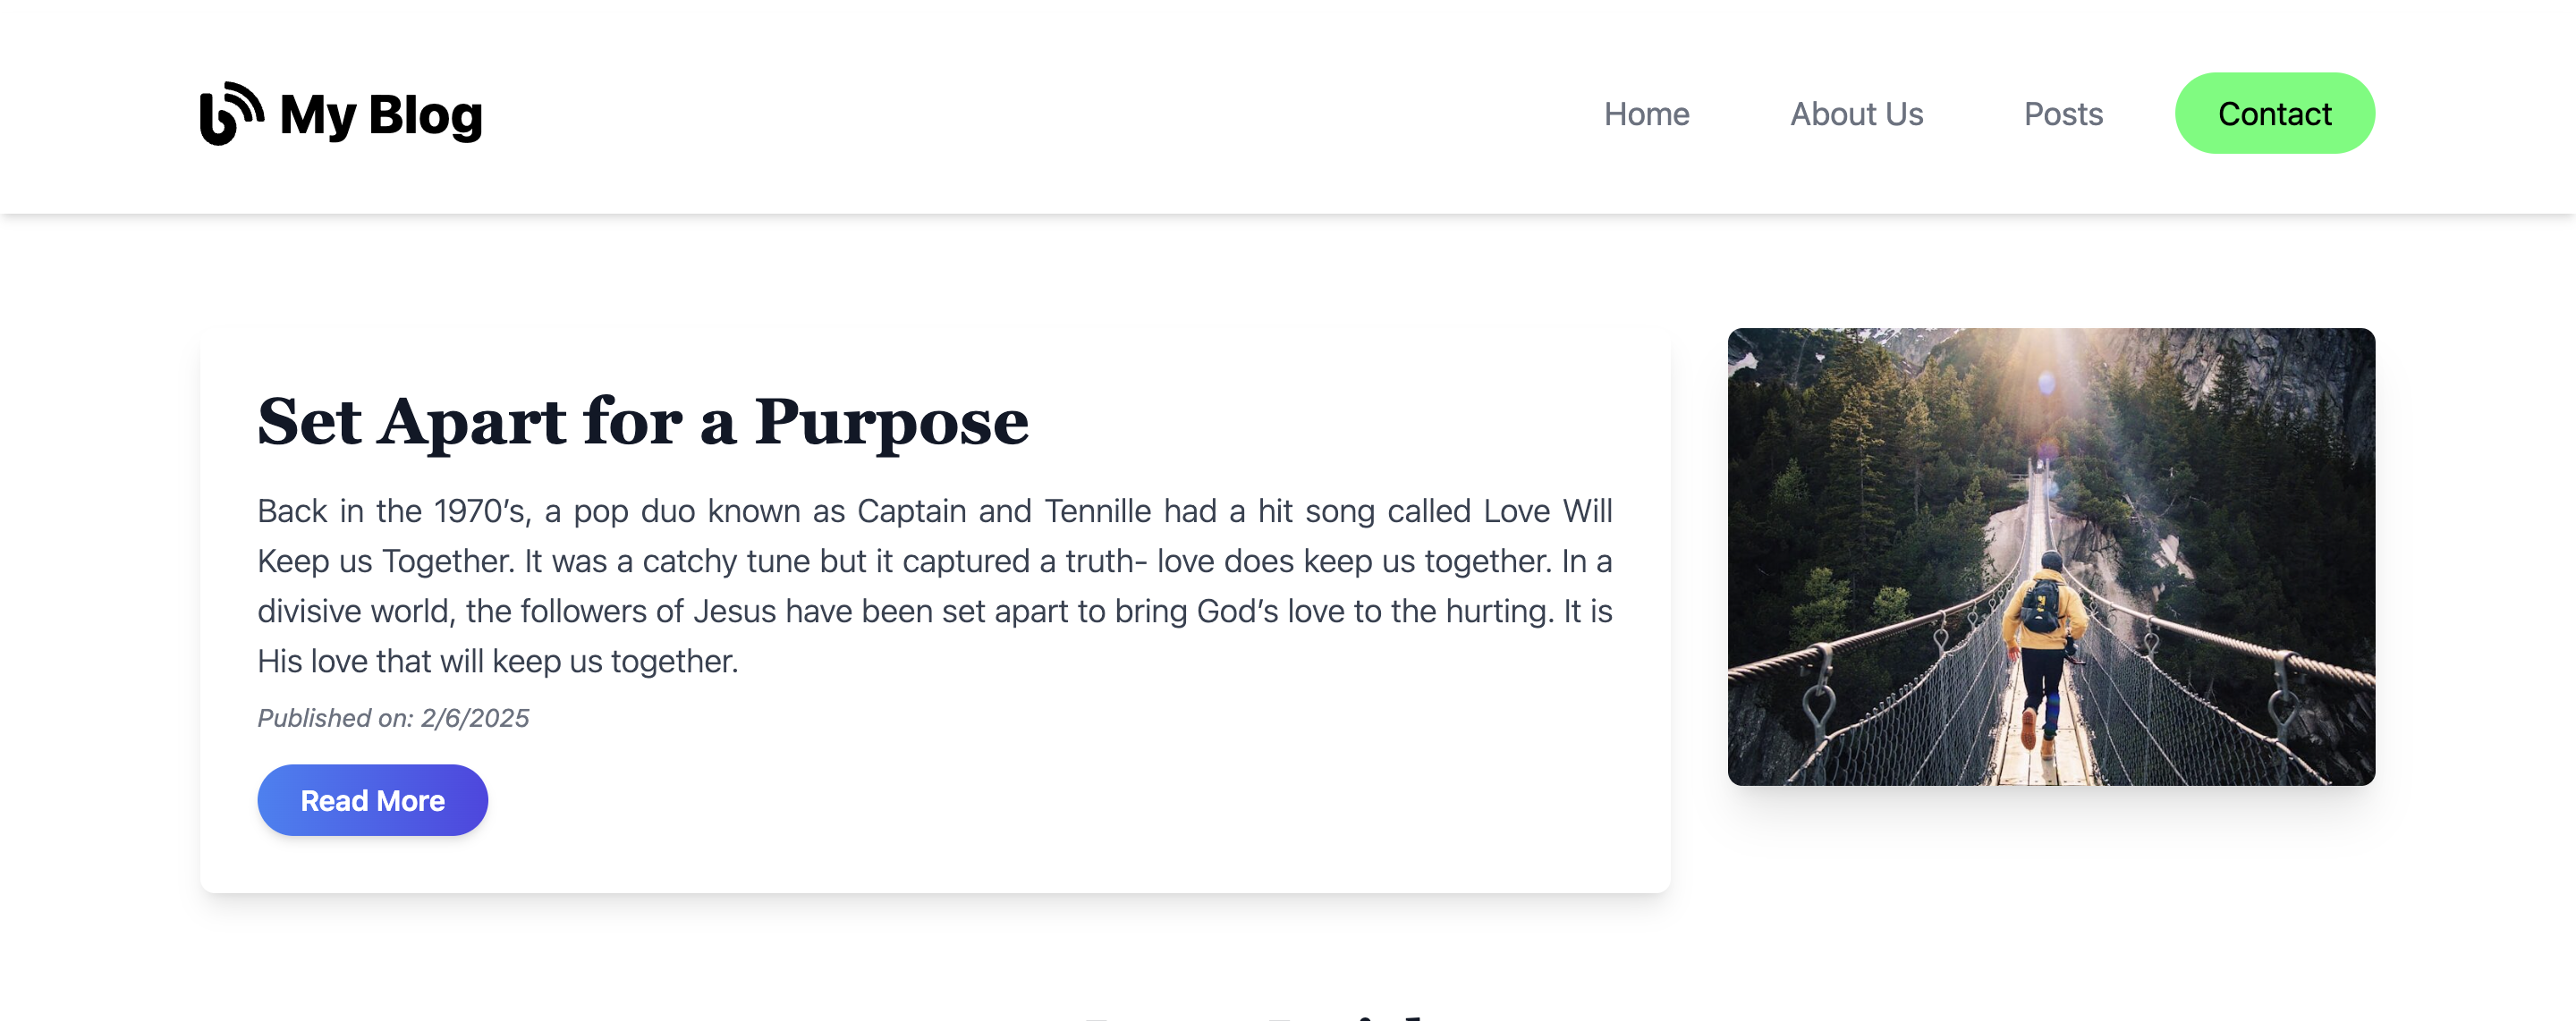 My Blog
Home
About Us
Posts
Contact
Set Apart for a Purpose
Back in the 1970’s, a pop duo known as Captain and Tennille had a hit song called Love Will
Keep us Together. It was a catchy tune but it captured a truth- love does keep us together. In a
divisive world, the followers of Jesus have been set apart to bring God’s love to the hurting. It is
His love that will keep us together.
Published on: 2/6/2025
Read More